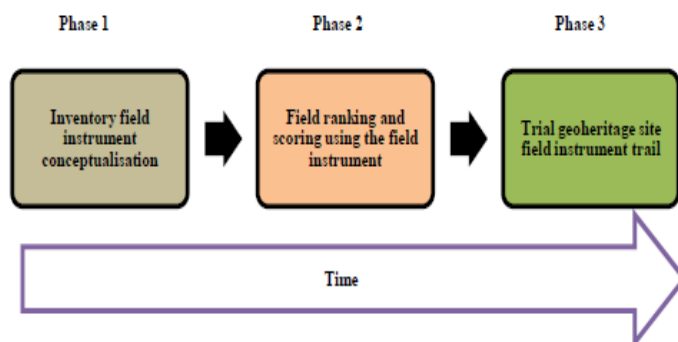 Phase 1
Phase 2
Phase 3
Inventory field
instrument
conceptualisation
Field ranking and
scoring using the field
instrument
Trial geoheritage site
field instrument trail
Time